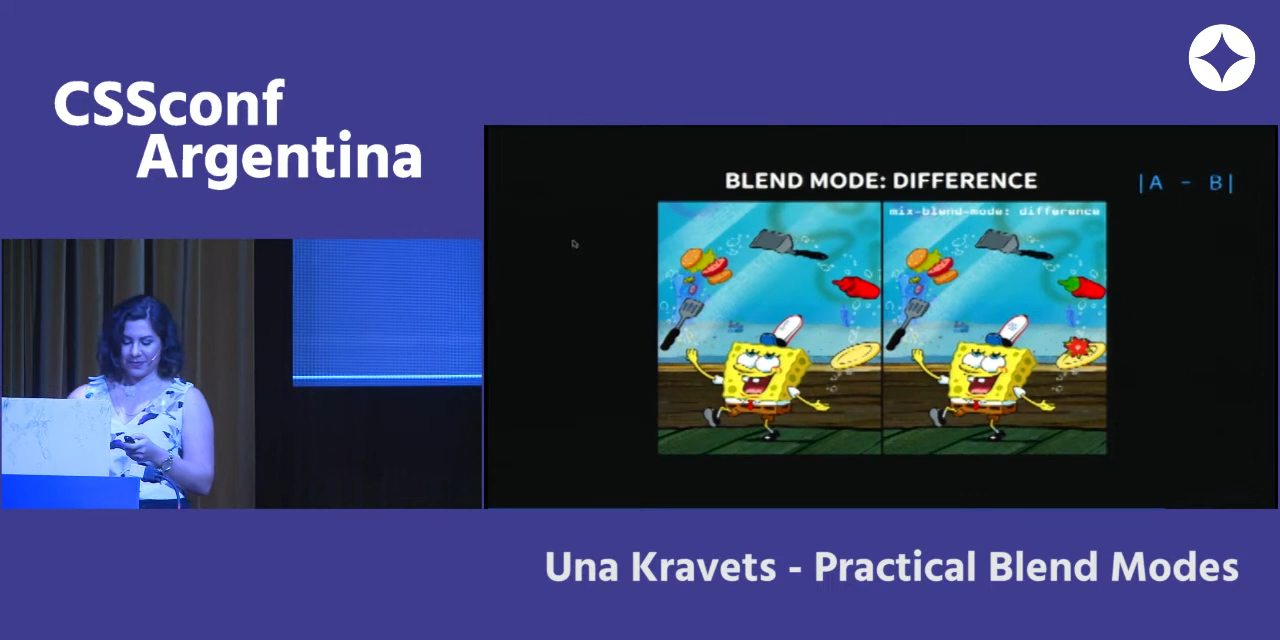 CSSconf
Argentina
BLEND MODE: DIFFERENCE
|A - B|
mix-blend-mode: difference
Una Kravets - Practical Blend Modes